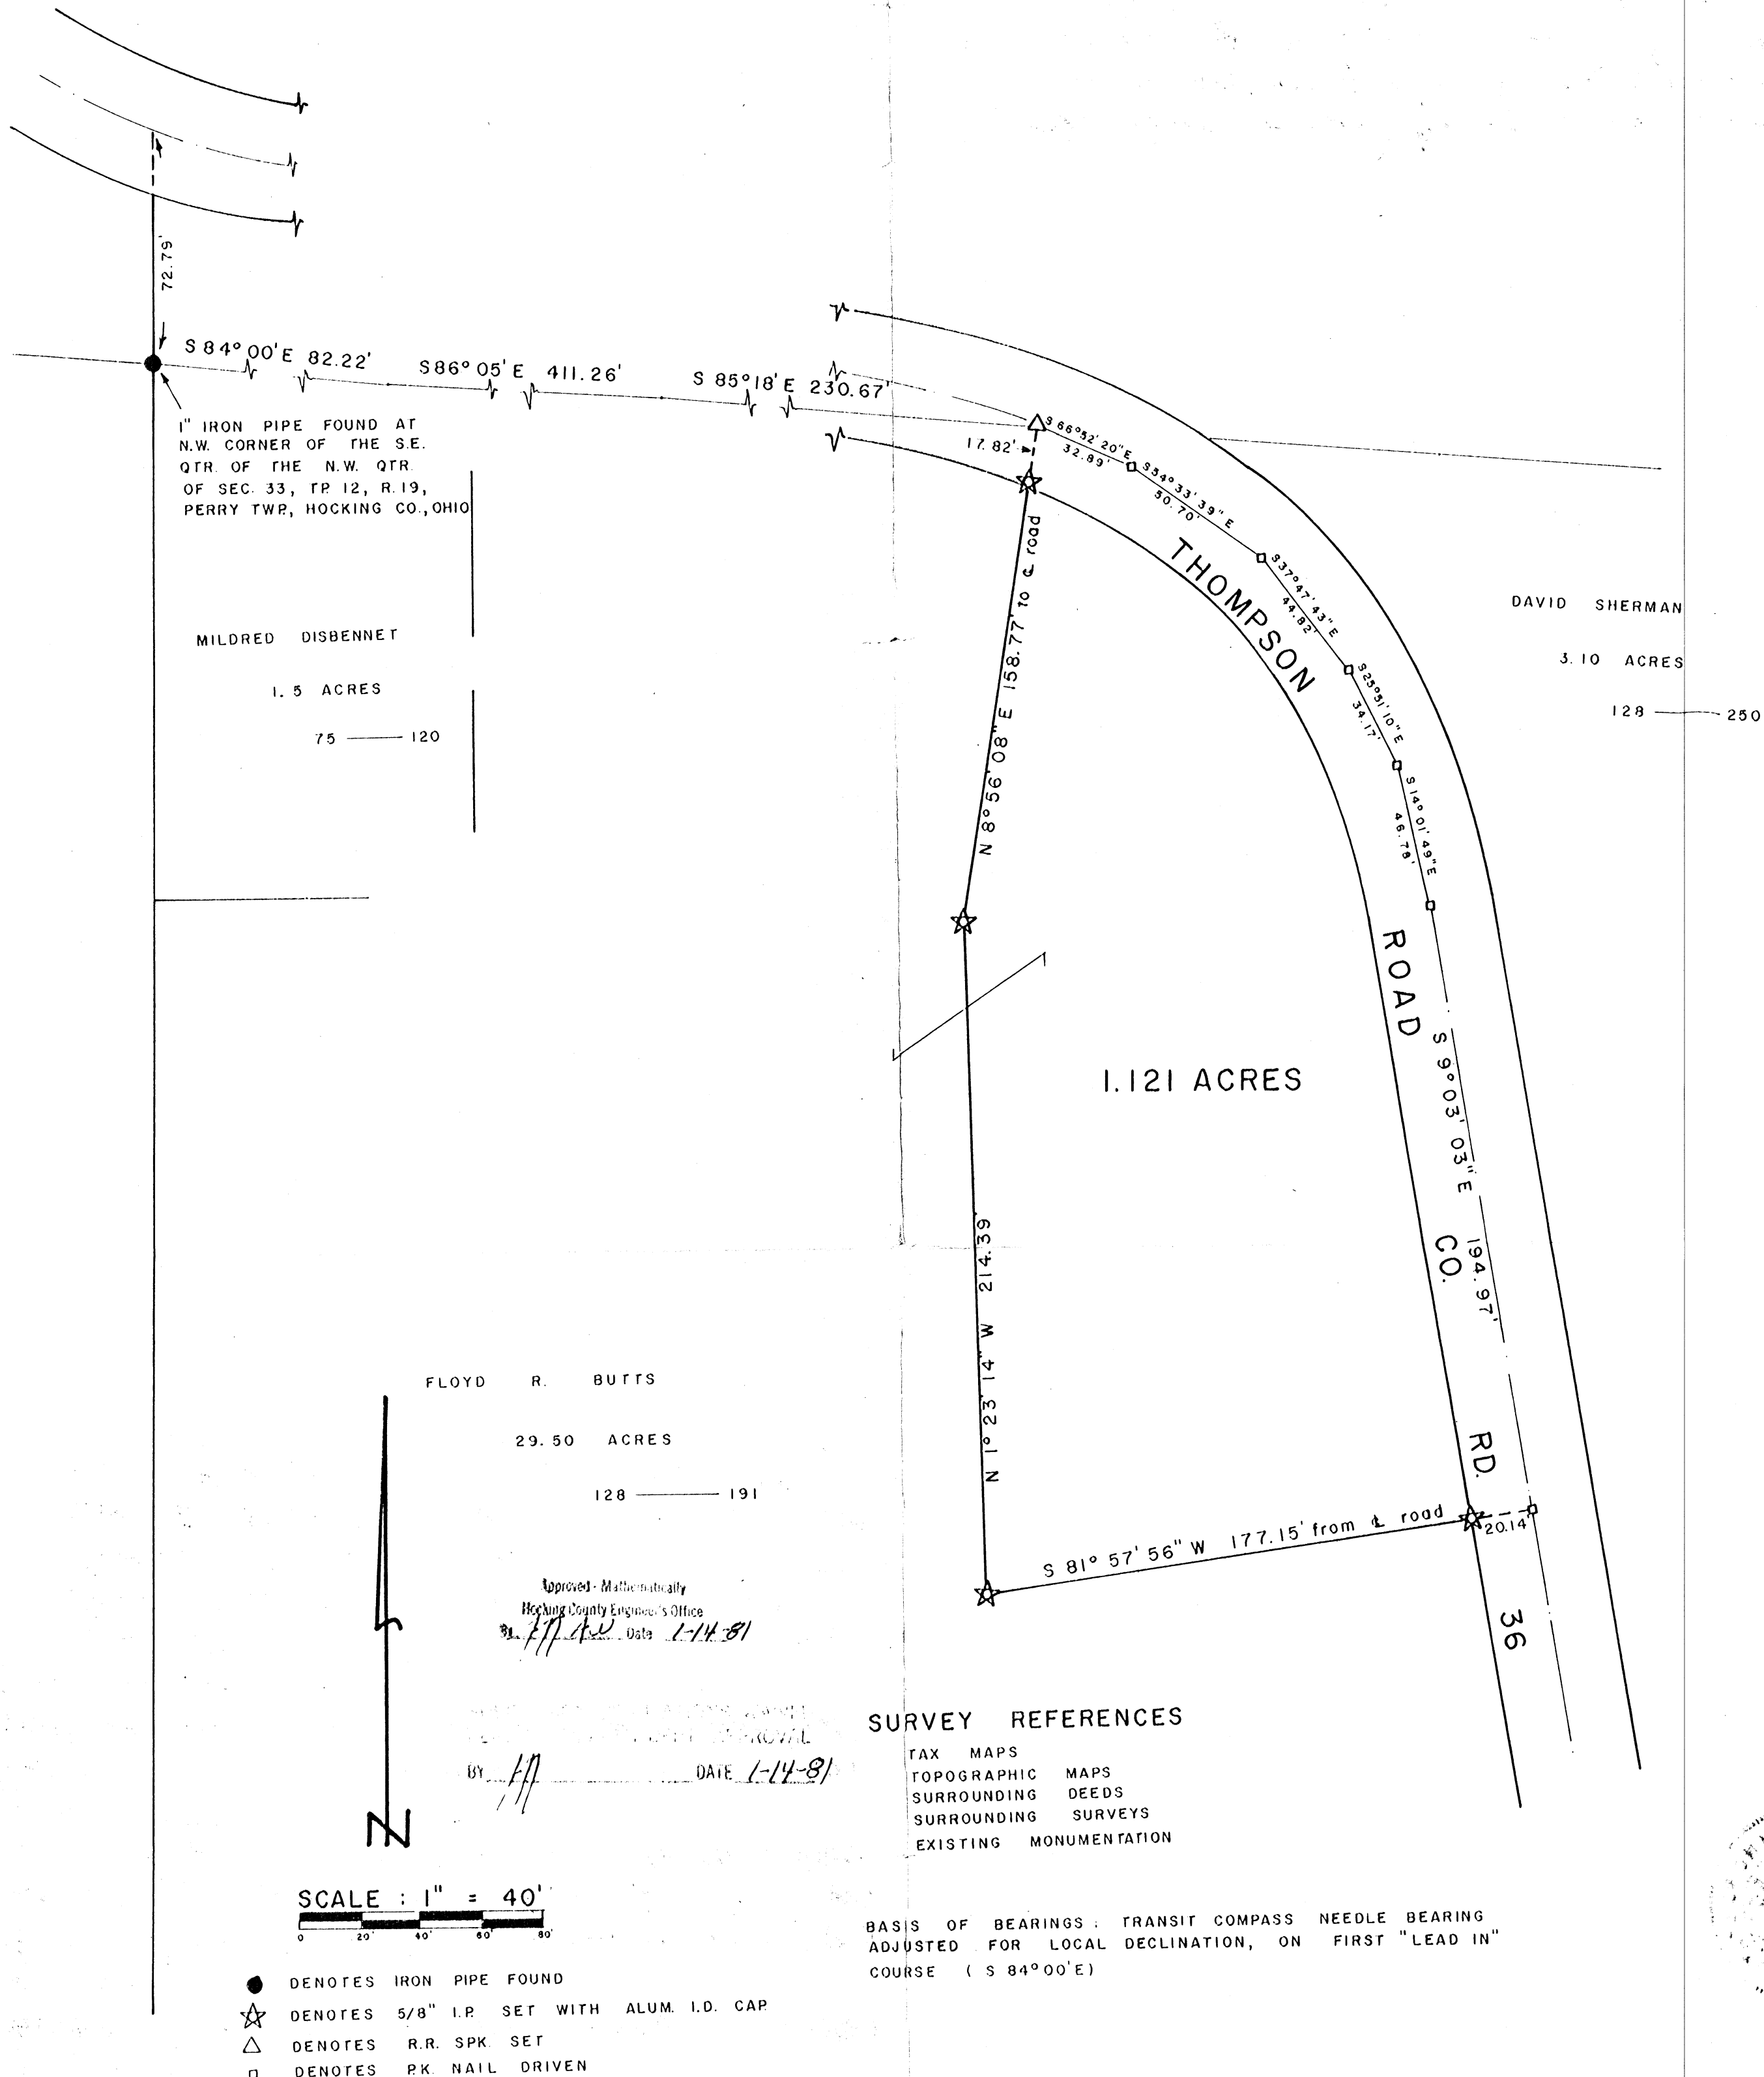 72.79'
S 84° 00' E 82.22'
S 86° 05' E 411.26'
S 85° 18' E 230.67'
1" IRON PIPE FOUND AT
N.W. CORNER OF THE S.E.
QTR. OF THE N.W. QTR.
OF SEC. 33, TP. 12, R. 19,
PERRY TWP., HOCKING CO., OHIO
17.82'
S 66° 52' 20" E
32.89'
S 54° 33' 39" E
50.70'
S 37° 47' 43" E
44.82'
S 25° 51' 10" E
34.17'
S 14° 01' 49" E
46.78'
THOMPSON
ROAD
S 9° 03' 03" E 194.97'
CO.
RD.
36
N 8° 56' 08" E 158.77' to ℄ road
MILDRED DISBENNET
1.5 ACRES
75 —— 120
DAVID SHERMAN
3.10 ACRES
128 —— 250
1.121 ACRES
N 1° 23' 14" W 214.39'
S 81° 57' 56" W 177.15' from ℄ road
20.14'
FLOYD R. BUTTS
29.50 ACRES
128 —— 191
Approved - Mathematically
Hocking County Engineer's Office
By Date 1-14-81
BY DATE 1-14-81
N
SURVEY REFERENCES
TAX MAPS
TOPOGRAPHIC MAPS
SURROUNDING DEEDS
SURROUNDING SURVEYS
EXISTING MONUMENTATION
SCALE : 1" = 40'
0 20' 40' 60' 80'
BASIS OF BEARINGS : TRANSIT COMPASS NEEDLE BEARING
ADJUSTED FOR LOCAL DECLINATION, ON FIRST "LEAD IN"
COURSE ( S 84° 00' E )
DENOTES IRON PIPE FOUND
DENOTES 5/8" I.P. SET WITH ALUM. I.D. CAP
DENOTES R.R. SPK. SET
DENOTES P.K. NAIL DRIVEN